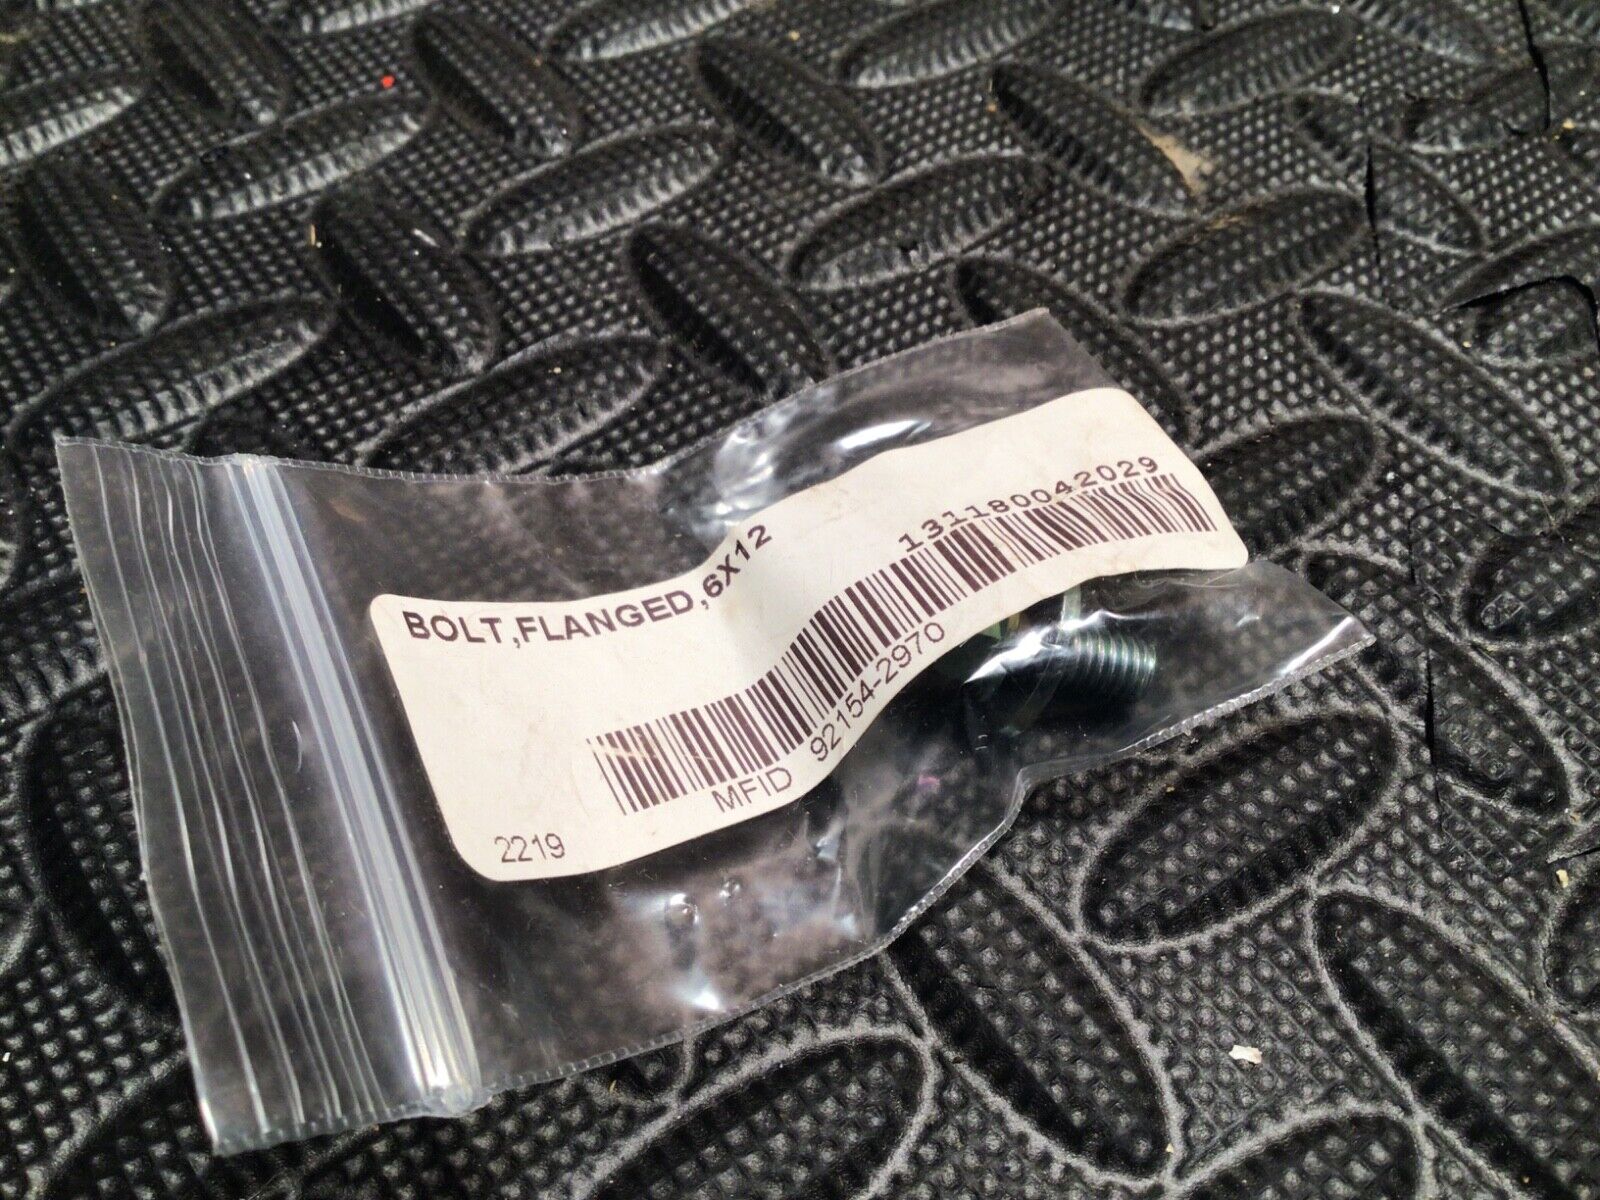 BOLT,FLANGED,6X12
131180042029
MFID 92154-2970
2219